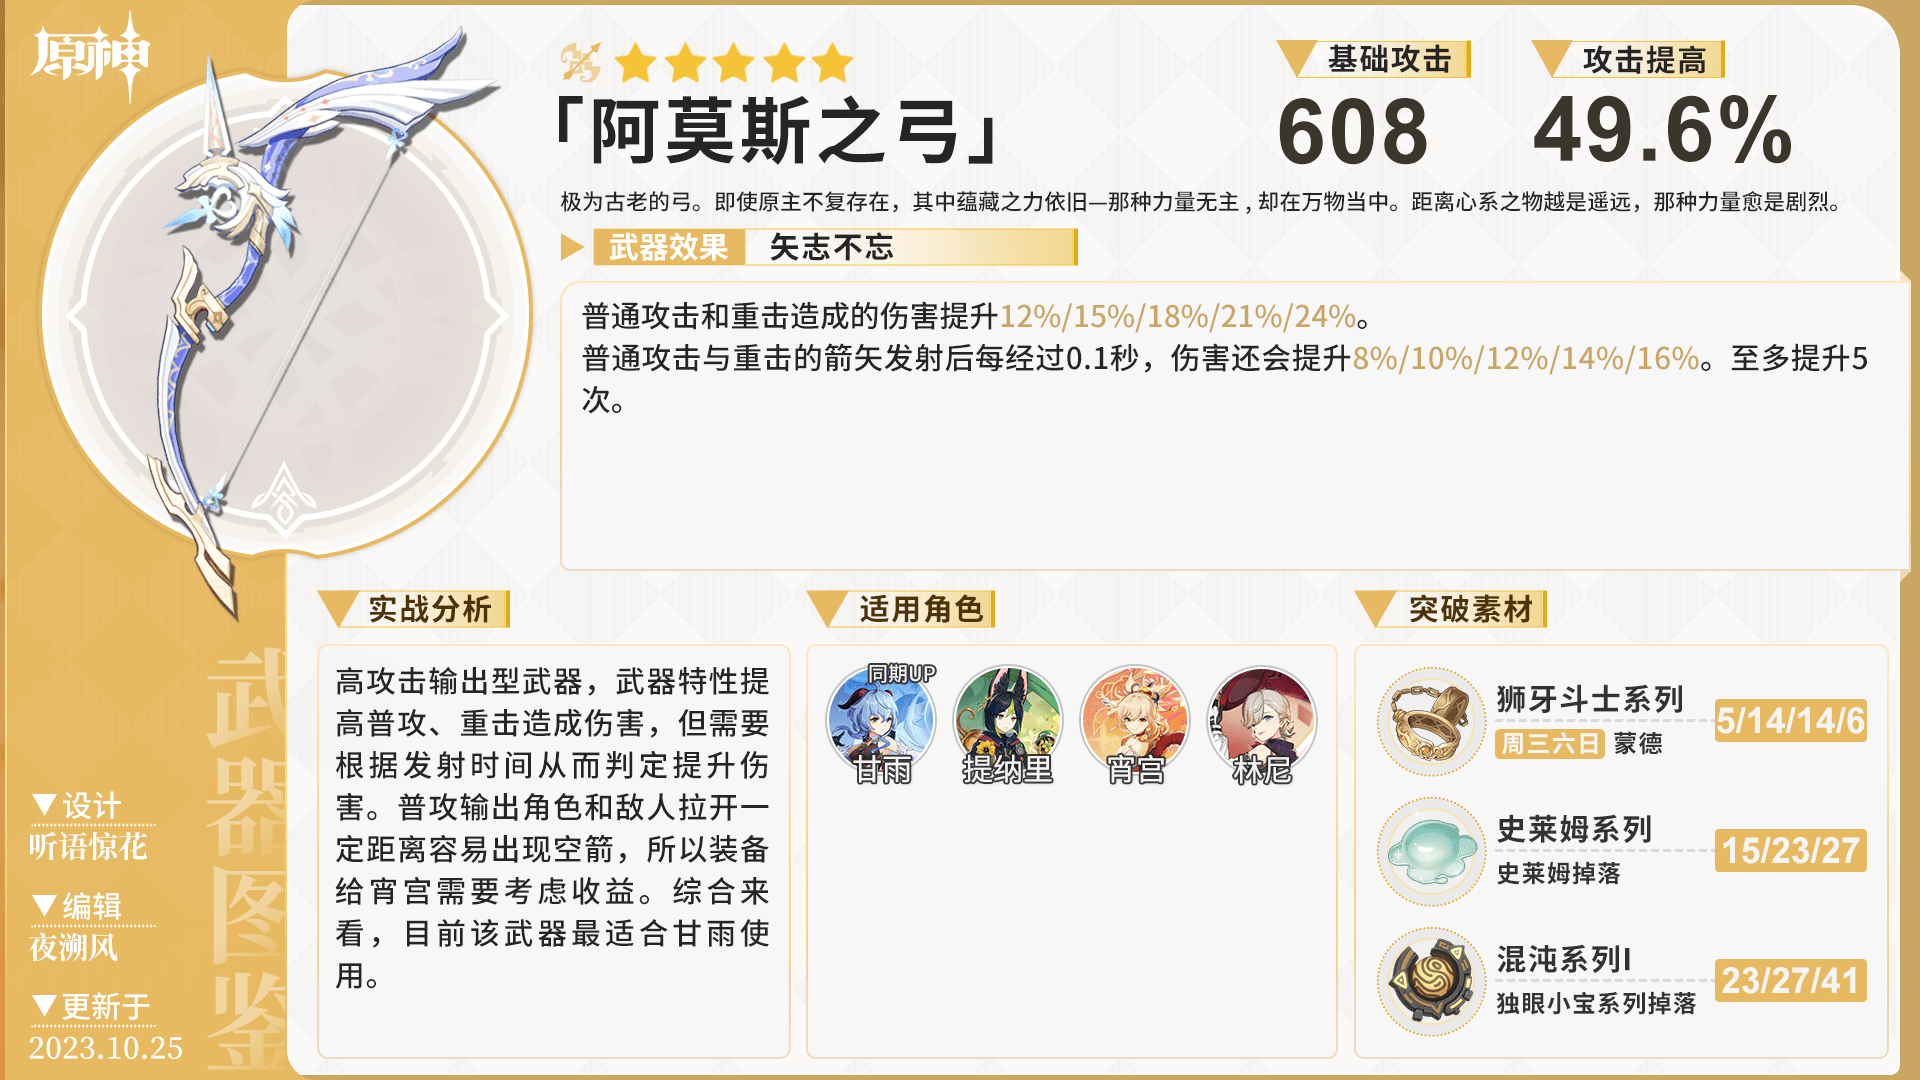 原神
「阿莫斯之弓」
基础攻击
608
攻击提高
49.6%
极为古老的弓。即使原主不复存在，其中蕴藏之力依旧—那种力量无主 , 却在万物当中。距离心系之物越是遥远，那种力量愈是剧烈。
武器效果
矢志不忘
普通攻击和重击造成的伤害提升12%/15%/18%/21%/24%。
普通攻击与重击的箭矢发射后每经过0.1秒，伤害还会提升8%/10%/12%/14%/16%。至多提升5
次。
实战分析
高攻击输出型武器，武器特性提
高普攻、重击造成伤害，但需要
根据发射时间从而判定提升伤
害。普攻输出角色和敌人拉开一
定距离容易出现空箭，所以装备
给宵宫需要考虑收益。综合来
看，目前该武器最适合甘雨使
用。
适用角色
同期UP
甘雨
提纳里
宵宫
林尼
突破素材
狮牙斗士系列
周三六日 蒙德
5/14/14/6
史莱姆系列
史莱姆掉落
15/23/27
混沌系列I
独眼小宝系列掉落
23/27/41
武器图鉴
▼设计
听语惊花
▼编辑
夜溯风
▼更新于
2023.10.25